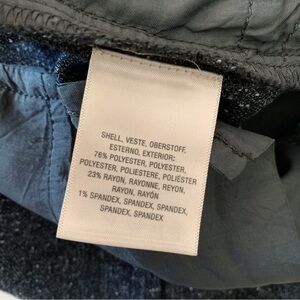 SHELL, VESTE, OBERSTOFF,
ESTERNO, EXTERIOR:
76% POLYESTER, POLYESTER,
POLYESTER, POLIESTERE, POLIÉSTER
23% RAYON, RAYONNE, REYON,
RAYON, RAYÓN
1% SPANDEX, SPANDEX, SPANDEX,
SPANDEX, SPANDEX